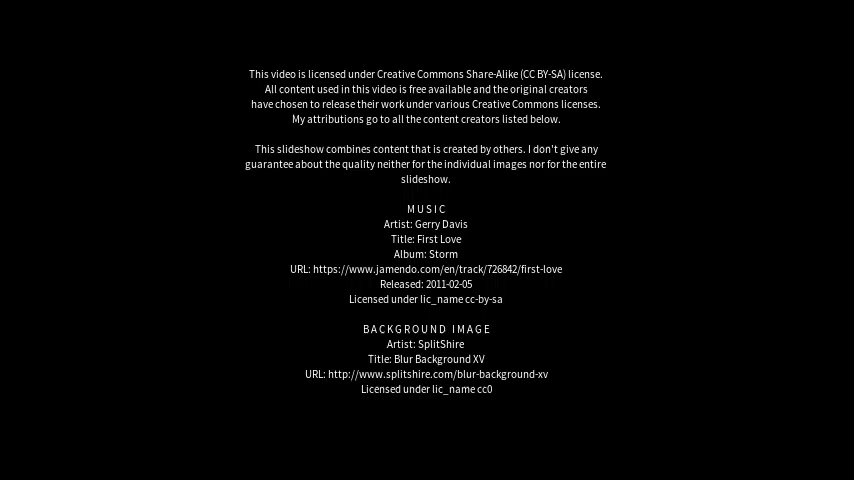 This video is licensed under Creative Commons Share-Alike (CC BY-SA) license.
All content used in this video is free available and the original creators
have chosen to release their work under various Creative Commons licenses.
My attributions go to all the content creators listed below.
This slideshow combines content that is created by others. I don't give any
guarantee about the quality neither for the individual images nor for the entire
slideshow.
MUSIC
Artist: Gerry Davis
Title: First Love
Album: Storm
URL: https://www.jamendo.com/en/track/726842/first-love
Released: 2011-02-05
Licensed under lic_name cc-by-sa
BACKGROUND IMAGE
Artist: SplitShire
Title: Blur Background XV
URL: http://www.splitshire.com/blur-background-xv
Licensed under lic_name cc0